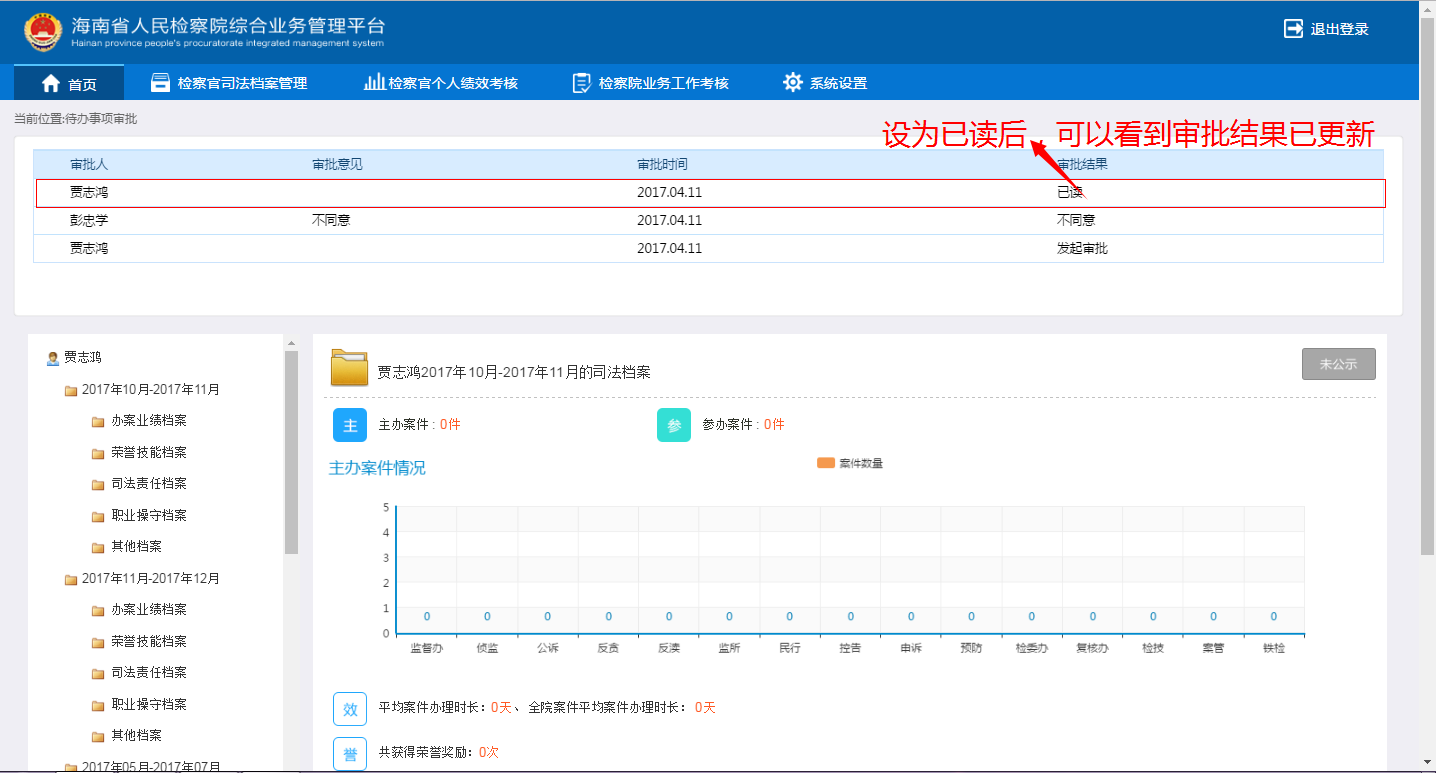 海南省人民检察院综合业务管理平台
Hainan province people's procuratorate integrated management system
退出登录
首页 检察官司法档案管理 检察官个人绩效考核 检察院业务工作考核 系统设置
当前位置:待办事项审批
设为已读后，可以看到审批结果已更新
审批人 审批意见 审批时间 审批结果
贾志鸿 2017.04.11 已读
彭忠学 不同意 2017.04.11 不同意
贾志鸿 2017.04.11 发起审批
贾志鸿
2017年10月-2017年11月
办案业绩档案
荣誉技能档案
司法责任档案
职业操守档案
其他档案
2017年11月-2017年12月
办案业绩档案
荣誉技能档案
司法责任档案
职业操守档案
其他档案
2017年05月-2017年07月
贾志鸿2017年10月-2017年11月的司法档案
未公示
主 主办案件 : 0件 参 参办案件 : 0件
主办案件情况
案件数量
5
4
3
2
1
0
0 0 0 0 0 0 0 0 0 0 0 0 0 0 0
监督办 侦监 公诉 反贪 反渎 监所 民行 控告 申诉 预防 检委办 复核办 检技 案管 铁检
效 平均案件办理时长：0天、 全院案件平均案件办理时长： 0天
誉 共获得荣誉奖励：0次